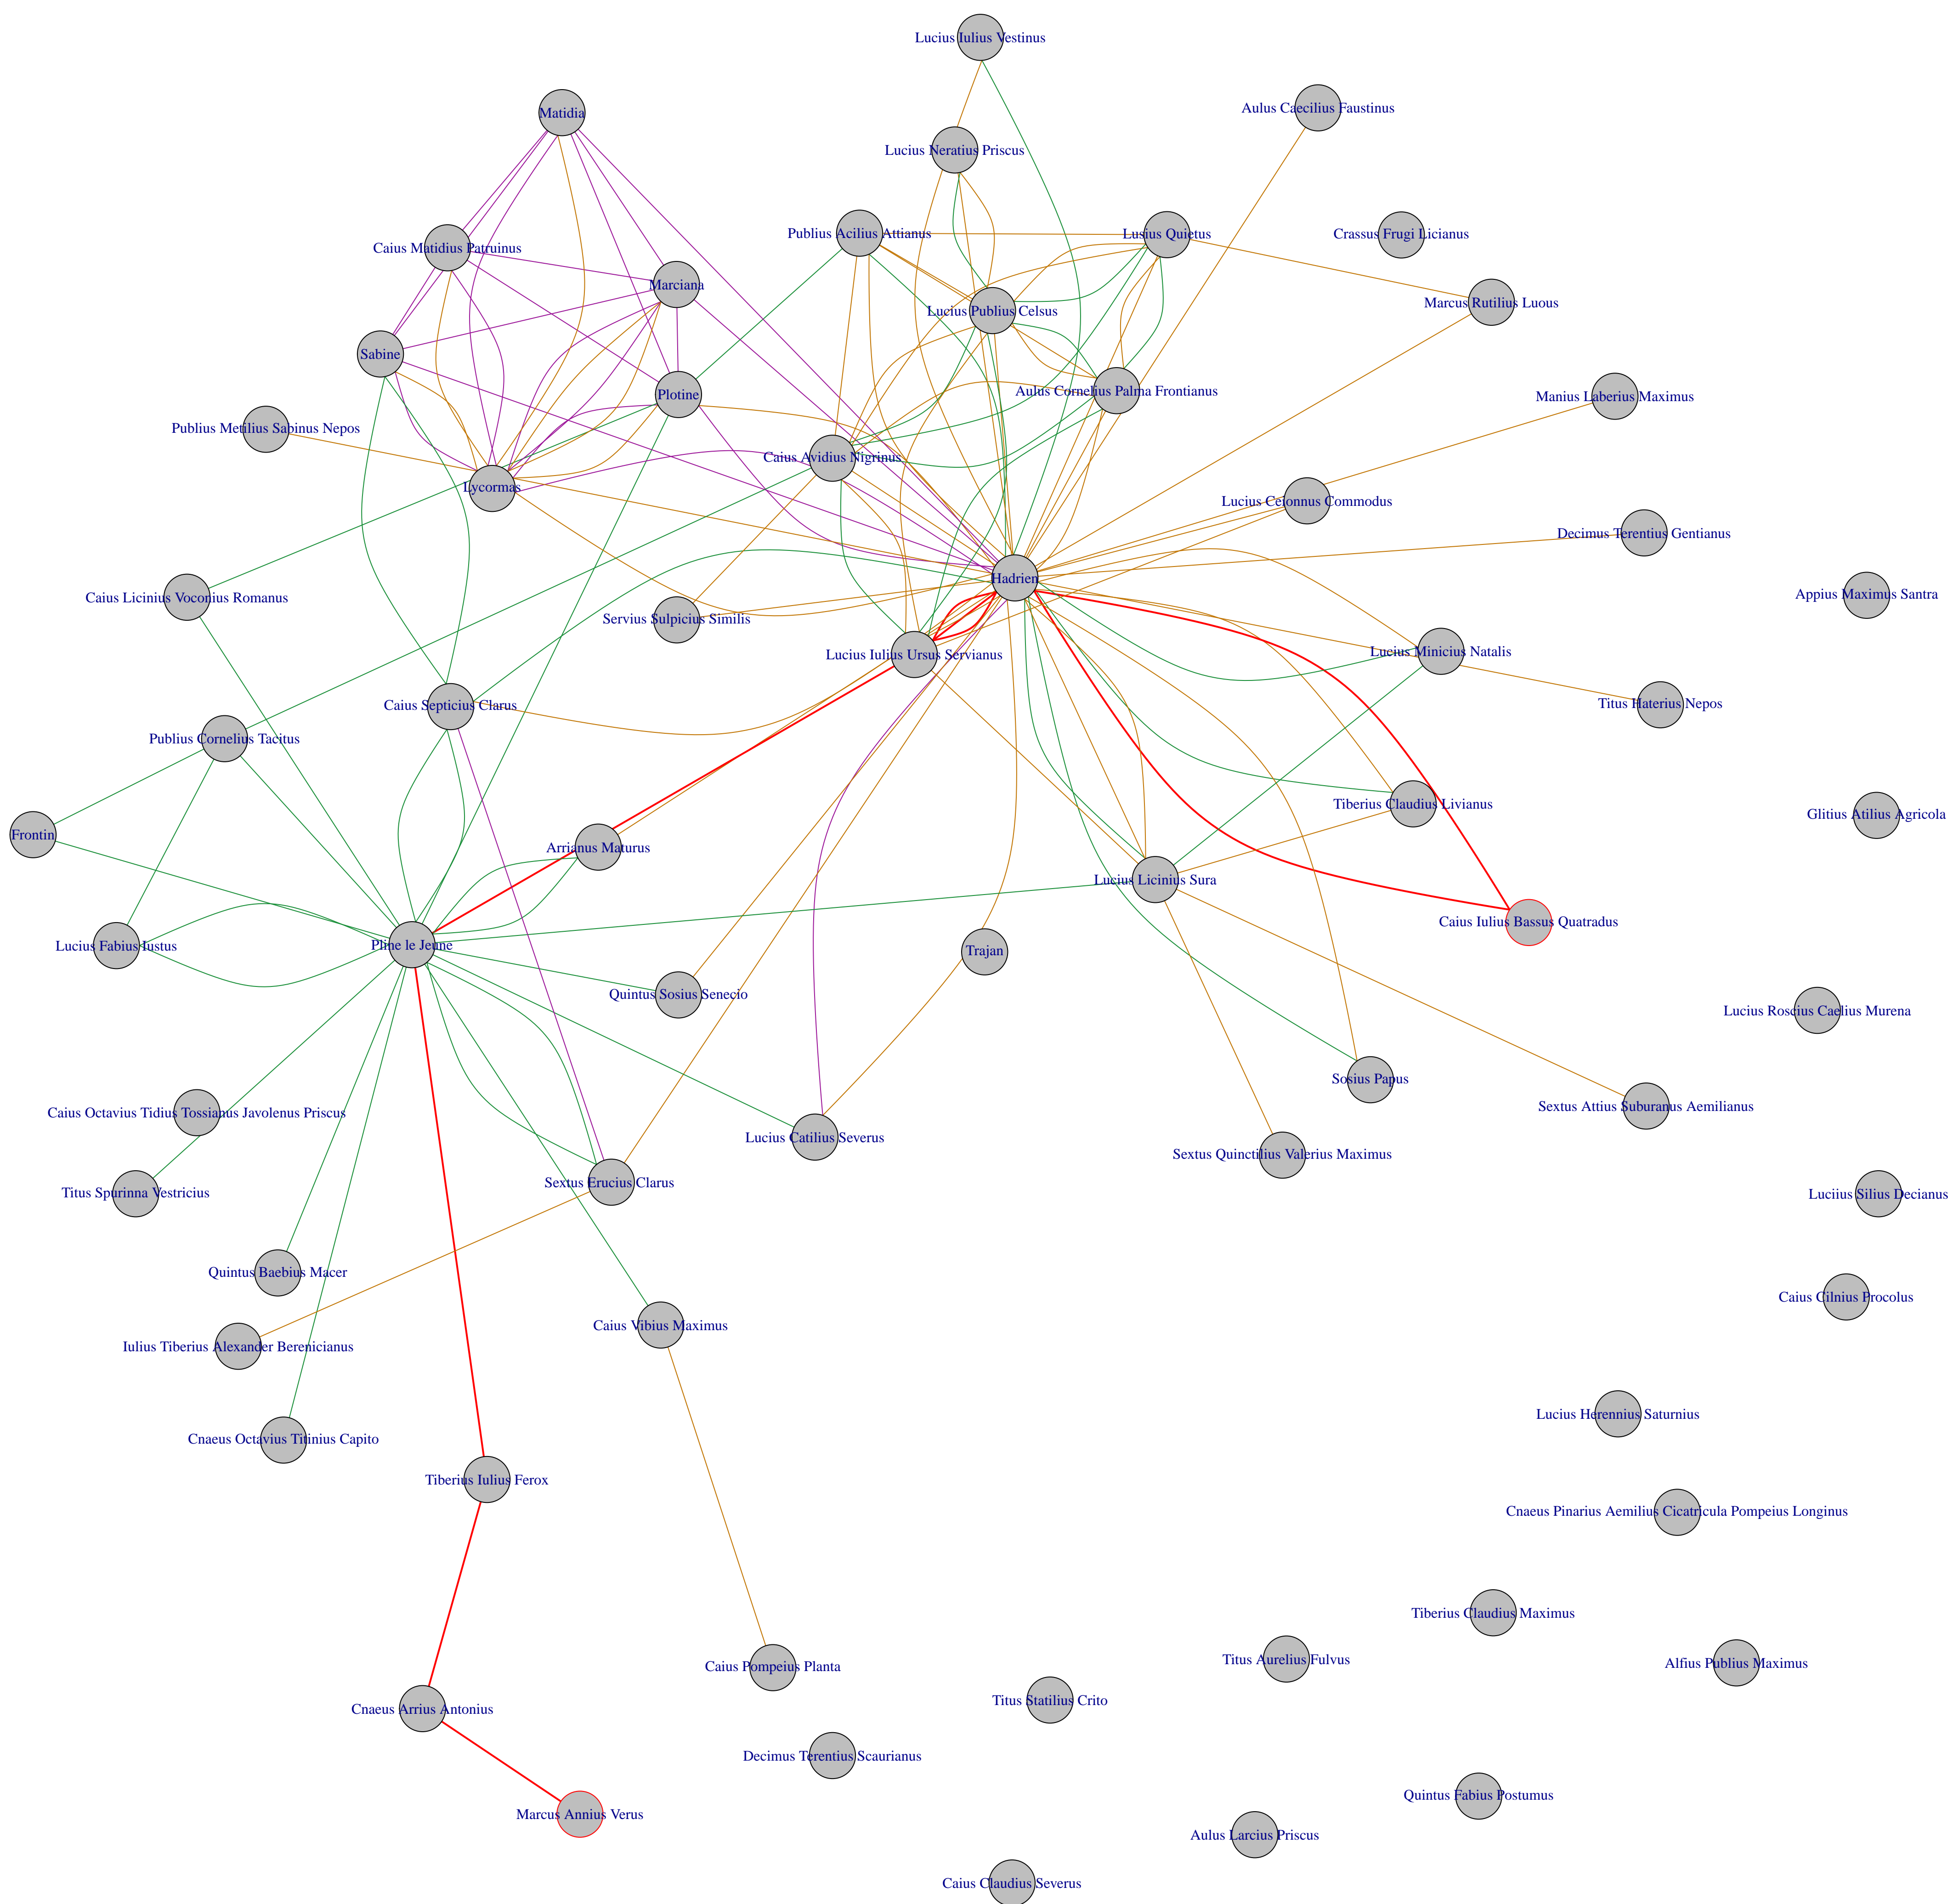 Lucius Iulius Vestinus
Aulus Caecilius Faustinus
Matidia
Lucius Neratius Priscus
Publius Acilius Attianus
Lusius Quietus
Crassus Frugi Licianus
Caius Matidius Patruinus
Marciana
Marcus Rutilius Luous
Lucius Publius Celsus
Sabine
Plotine
Aulus Cornelius Palma Frontianus
Manius Laberius Maximus
Publius Metilius Sabinus Nepos
Caius Avidius Nigrinus
Lycormas
Lucius Ceionnus Commodus
Decimus Terentius Gentianus
Hadrien
Caius Licinius Voconius Romanus
Appius Maximus Santra
Servius Sulpicius Similis
Lucius Iulius Ursus Servianus
Lucius Minicius Natalis
Caius Septicius Clarus
Titus Haterius Nepos
Publius Cornelius Tacitus
Tiberius Claudius Livianus
Glitius Atilius Agricola
Frontin
Arrianus Maturus
Lucius Licinius Sura
Caius Iulius Bassus Quatradus
Lucius Fabius Iustus
Pline le Jeune
Trajan
Quintus Sosius Senecio
Lucius Roscius Caelius Murena
Sosius Papus
Sextus Attius Suburanus Aemilianus
Caius Octavius Tidius Tossianus Javolenus Priscus
Lucius Catilius Severus
Sextus Quinctilius Valerius Maximus
Sextus Erucius Clarus
Titus Spurinna Vestricius
Luciius Silius Decianus
Quintus Baebius Macer
Caius Cilnius Procolus
Caius Vibius Maximus
Iulius Tiberius Alexander Berenicianus
Lucius Herennius Saturnius
Cnaeus Octavius Titinius Capito
Tiberius Iulius Ferox
Cnaeus Pinarius Aemilius Cicatricula Pompeius Longinus
Tiberius Claudius Maximus
Titus Aurelius Fulvus
Alfius Publius Maximus
Caius Pompeius Planta
Titus Statilius Crito
Cnaeus Arrius Antonius
Decimus Terentius Scaurianus
Quintus Fabius Postumus
Marcus Annius Verus
Aulus Larcius Priscus
Caius Claudius Severus